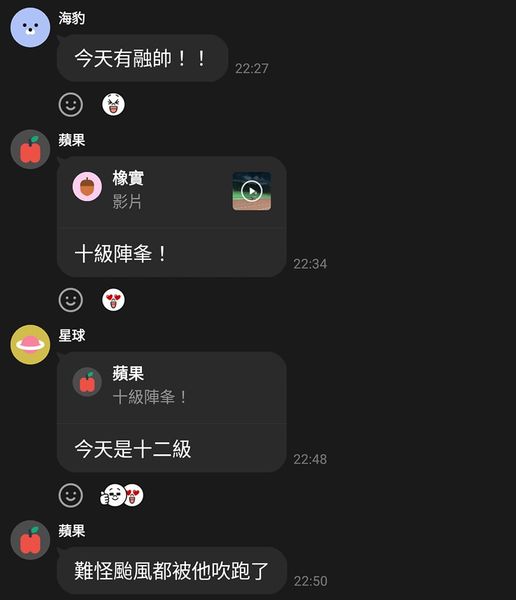 海豹
今天有融帥！！
22:27
蘋果
橡實
影片
十級陣夆！
22:34
星球
蘋果
十級陣夆！
今天是十二級
22:48
蘋果
難怪颱風都被他吹跑了
22:50